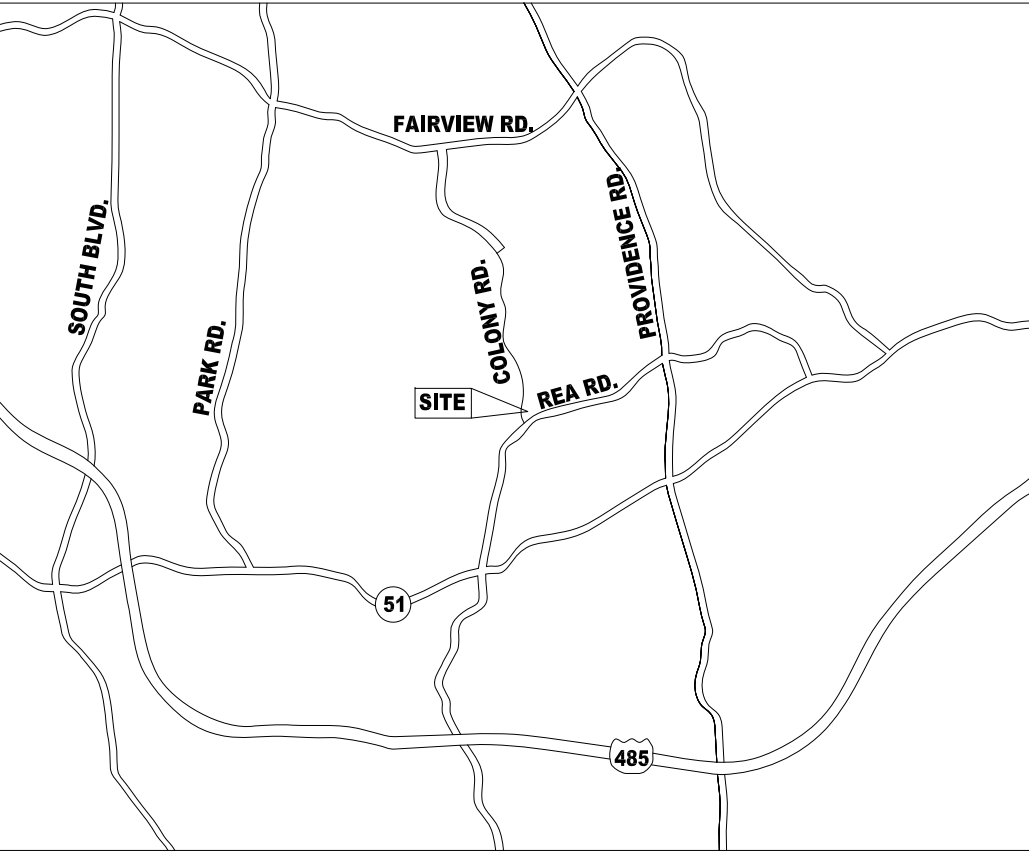 FAIRVIEW RD.
SOUTH BLVD.
PROVIDENCE RD.
COLONY RD.
PARK RD.
REA RD.
SITE
51
485